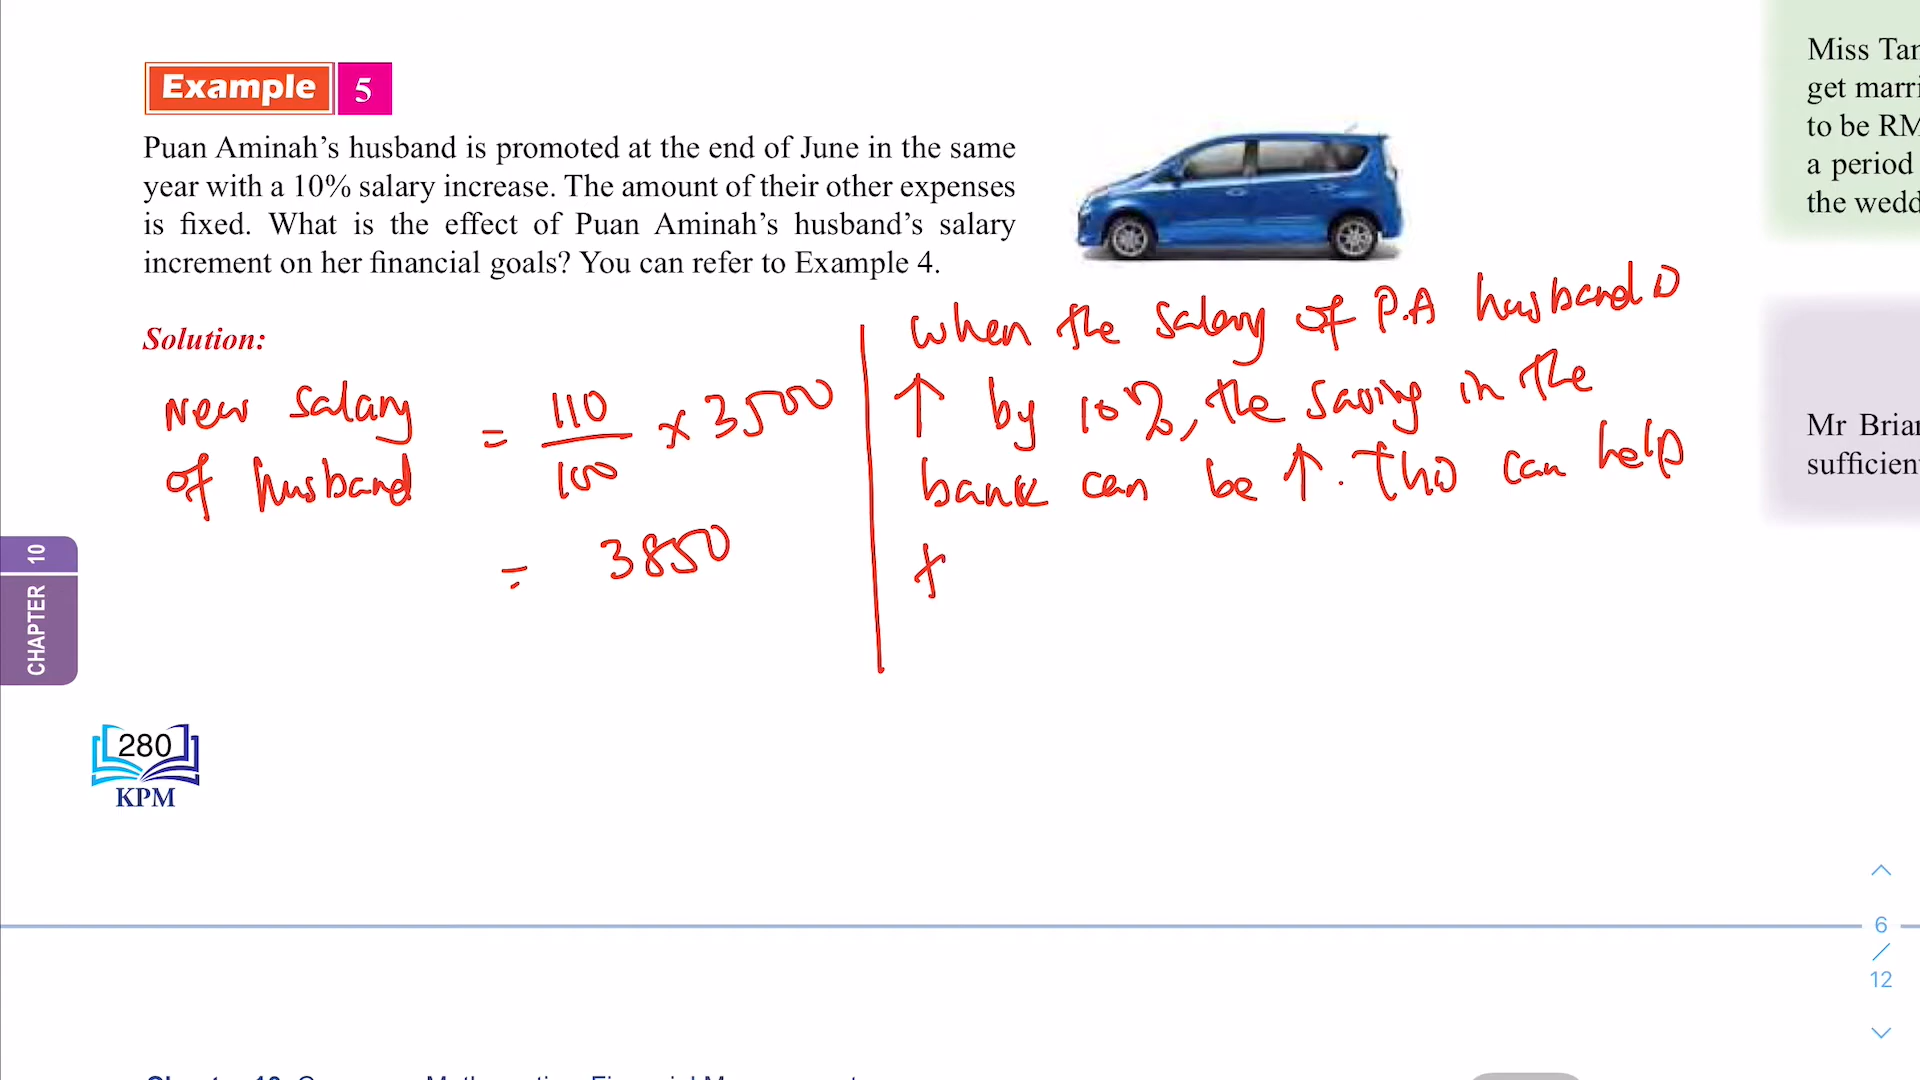 Example 5
Puan Aminah’s husband is promoted at the end of June in the same
year with a 10% salary increase. The amount of their other expenses
is fixed. What is the effect of Puan Aminah’s husband’s salary
increment on her financial goals? You can refer to Example 4.
Solution:
New salary
of husband
= 110/100 × 3500
= 3850
When the salary of P.A husband is
↑ by 10%, the saving in the
bank can be ↑. This can help
Miss Tan
get marri
to be RM
a period
the wedd
Mr Brian
sufficient
CHAPTER 10
280
KPM
6
/
12